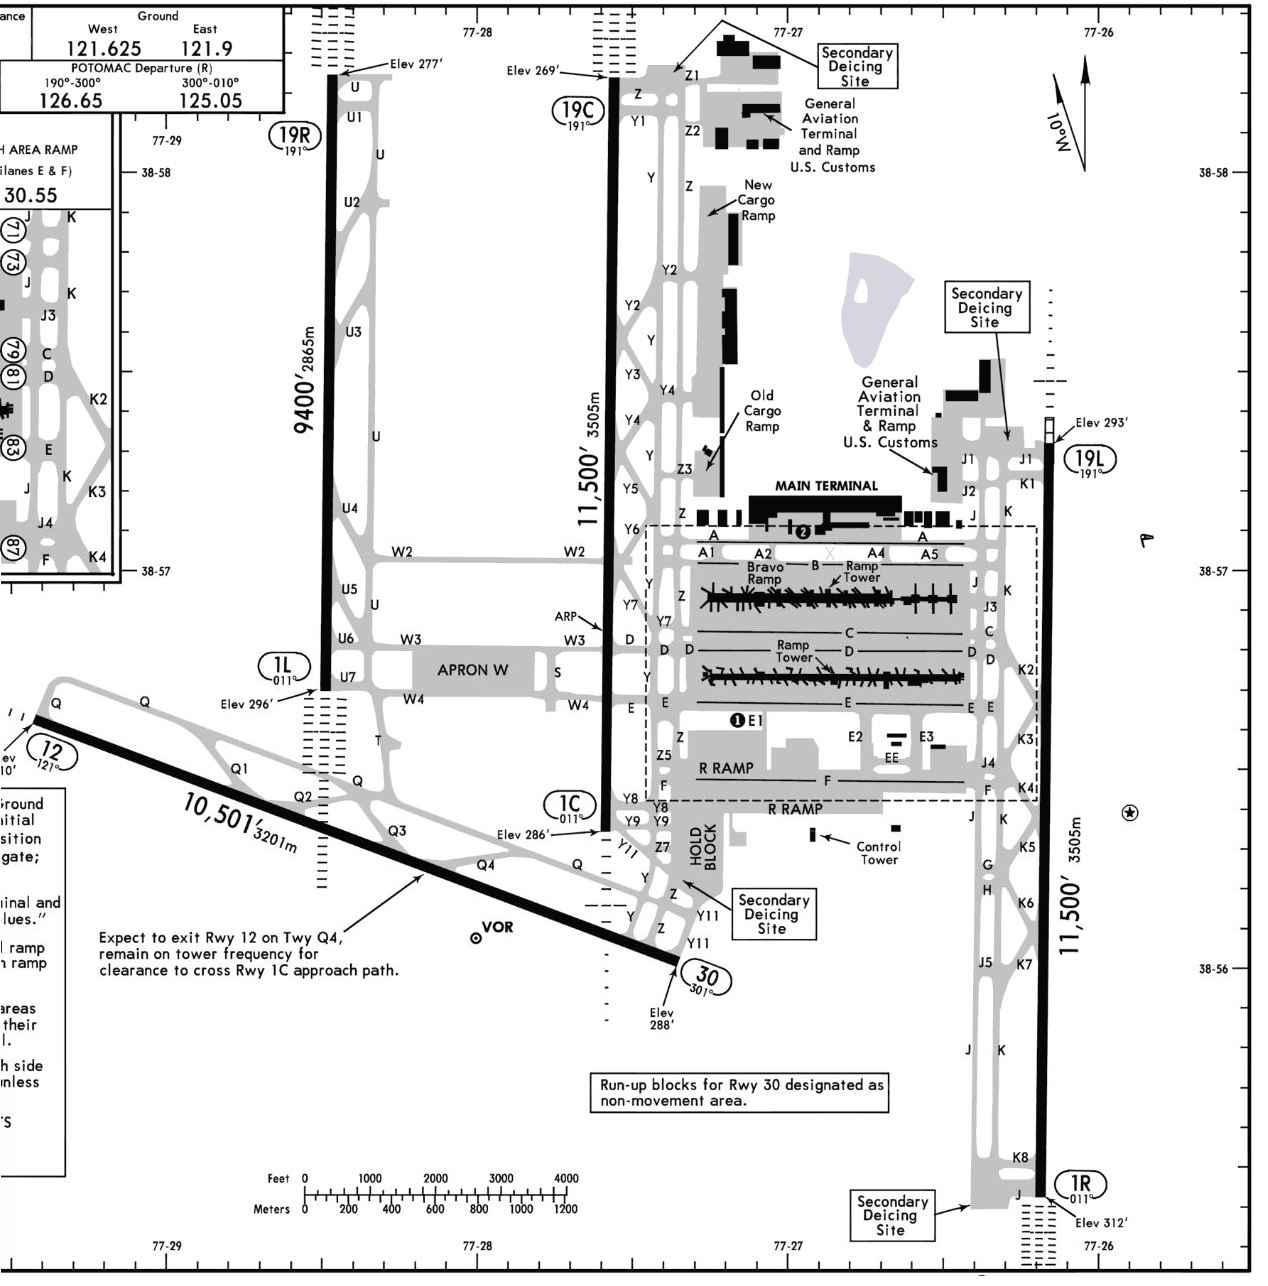 ance
Ground
West
East
121.625
121.9
POTOMAC Departure (R)
190°-300°
300°-010°
126.65
125.05
77-29
77-28
77-27
77-26
38-58
38-58
H AREA RAMP
ilanes E & F)
30.55
J
K
71
73
J
K
J3
79
C
81
D
K2
83
E
K
J
K3
J4
87
F
K4
38-57
38-57
Elev 277'
19R
191°
U
U1
U
U2
U3
9400' 2865m
U
U4
W2
W2
U5
U
U6
W3
W3
U7
1L
011°
Elev 296'
W4
W4
APRON W
S
T
Elev 269'
19C
191°
Z
Z1
Y1
Z2
Secondary
Deicing
Site
General
Aviation
Terminal
and Ramp
U.S. Customs
Y
Z
New
Cargo
Ramp
Y2
Y2
Y
Y3
Y4
Y4
Old
Cargo
Ramp
11,500' 3505m
Y
Z3
Y5
Z
Y6
10°W
Secondary
Deicing
Site
General
Aviation
Terminal
& Ramp
U.S. Customs
Elev 293'
19L
191°
J1
J1
K1
J2
J
K
MAIN TERMINAL
2
A
A
A1
A2
X
A4
A5
Bravo
Ramp
B
Ramp
Tower
Y
Z
J
K
ARP
Y7
Y7
J3
C
C
D
D
D
Ramp
Tower
D
D
D
K2
Y
E
E
E
E
E
1
E1
E2
E3
EE
Z
Z5
K3
J4
R RAMP
F
F
F
K4
R RAMP
Y8
Y8
Y9
Y9
J
K
1C
011°
Elev 286'
Y11
Z7
HOLD
BLOCK
Control
Tower
K5
G
H
K6
Y
Z
Y
Z
Y11
Y11
Secondary
Deicing
Site
11,500' 3505m
J5
K7
38-56
Q
Q
12
121°
ev
10'
Q1
Q
Q2
10,501' 3201m
Q3
Q4
Q
Ground
nitial
sition
gate;
minal and
lues."
l ramp
n ramp
areas
their
l.
h side
unless
TS
Expect to exit Rwy 12 on Twy Q4,
remain on tower frequency for
clearance to cross Rwy 1C approach path.
VOR
30
301°
Elev
288'
J
K
Run-up blocks for Rwy 30 designated as
non-movement area.
K8
1R
011°
J
Secondary
Deicing
Site
Elev 312'
Feet
0
1000
2000
3000
4000
Meters
0
200
400
600
800
1000
1200
77-29
77-28
77-27
77-26